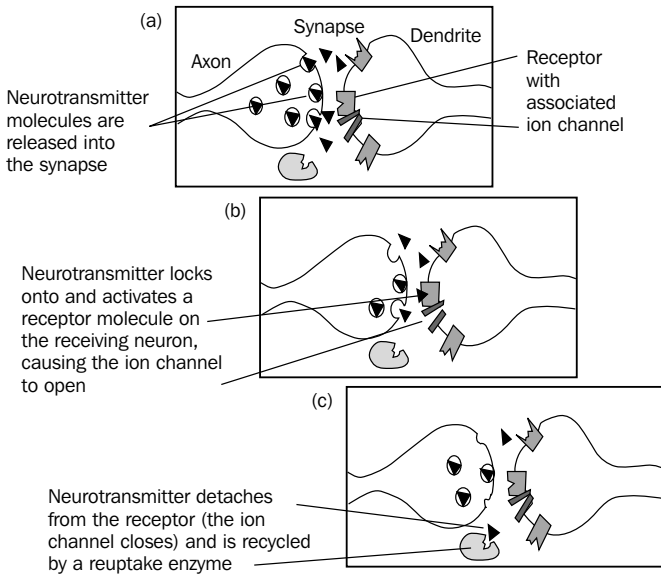 (a)
Synapse
Axon
Dendrite
Neurotransmitter
molecules are
released into
the synapse
Receptor
with
associated
ion channel
(b)
Neurotransmitter locks
onto and activates a
receptor molecule on
the receiving neuron,
causing the ion channel
to open
(c)
Neurotransmitter detaches
from the receptor (the ion
channel closes) and is recycled
by a reuptake enzyme